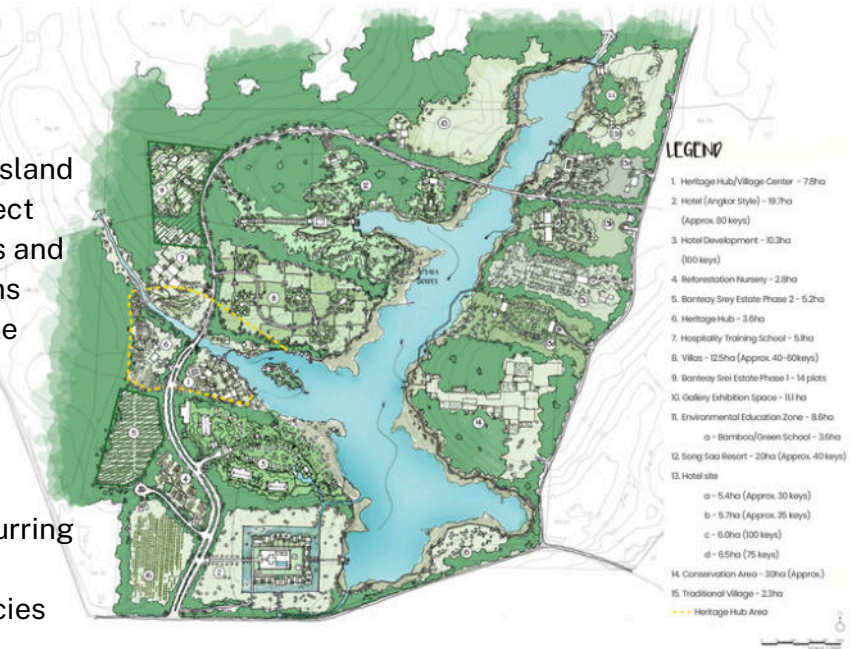 sland
ect
s and
ns
e
urring
cies
LEGEND
1. Heritage Hub/Village Center - 7.8ha
2. Hotel (Angkor Style) - 19.7ha
(Approx. 80 keys)
3. Hotel Development - 10.3ha
(100 keys)
4. Reforestation Nursery - 2.8ha
5. Banteay Srey Estate Phase 2 - 5.2ha
6. Heritage Hub - 3.6ha
7. Hospitality Training School - 5.1ha
8. Villas - 12.5ha (Approx. 40-60keys)
9. Banteay Srei Estate Phase 1 - 14 plots
10. Gallery Exhibition Space - 11.1 ha
11. Environmental Education Zone - 8.6ha
a - Bamboo/Green School - 3.6ha
12. Song Saa Resort - 20ha (Approx. 40 keys)
13. Hotel site
a - 5.4ha (Approx. 30 keys)
b - 5.7ha (Approx. 35 keys)
c - 6.0ha (100 keys)
d - 6.5ha (75 keys)
14. Conservation Area - 30ha (Approx.)
15. Traditional Village - 2.3ha
Heritage Hub Area